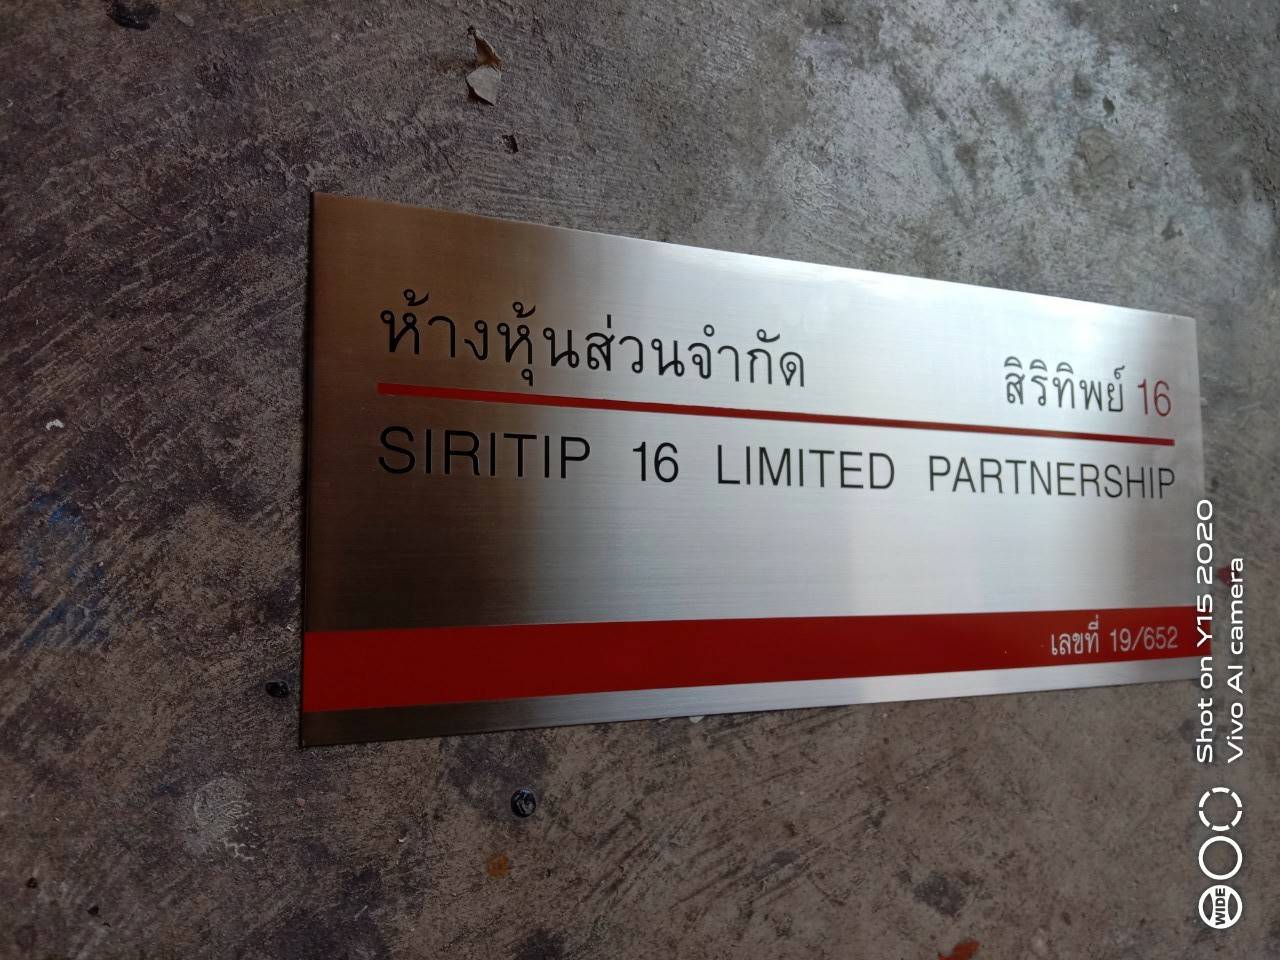 ห้างหุ้นส่วนจำกัด สิริทิพย์ 16
SIRITIP 16 LIMITED PARTNERSHIP
เลขที่ 19/652
Shot on Y15 2020
Vivo AI camera
WIDE